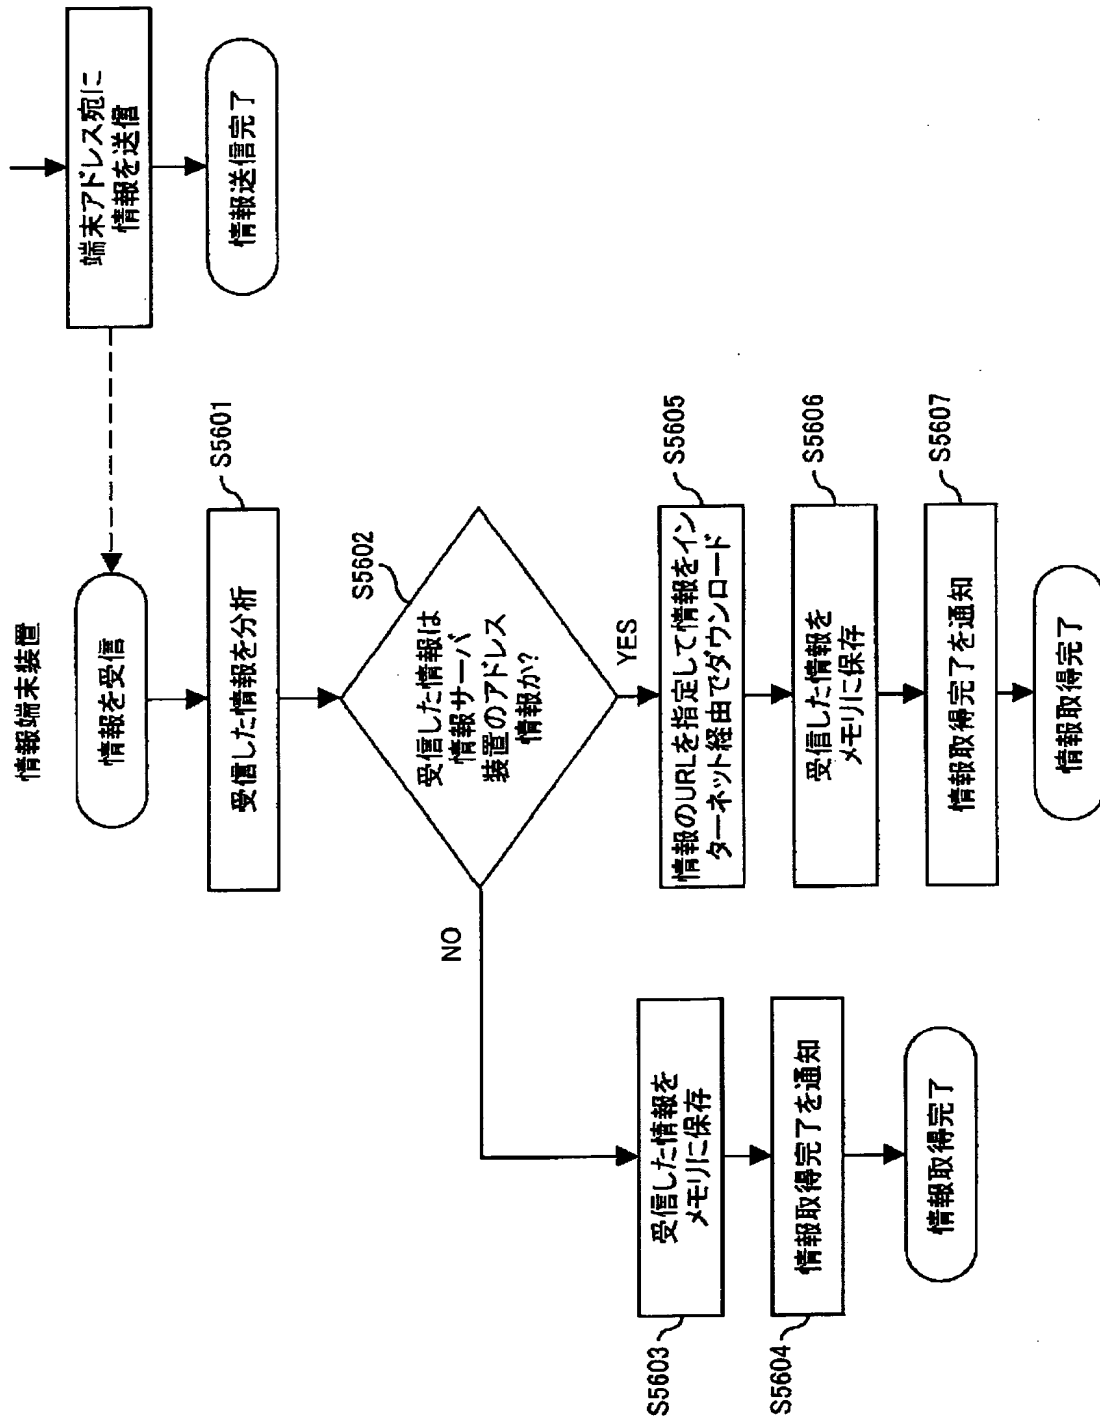 端末アドレス宛に
情報を送信
情報送信完了
情報端末装置
情報を受信
受信した情報を分析
S5601
受信した情報は
情報サーバ
装置のアドレス
情報か?
S5602
NO
YES
受信した情報を
メモリに保存
S5603
情報取得完了を通知
S5604
情報取得完了
情報のURLを指定して情報をイン
ターネット経由でダウンロード
S5605
受信した情報を
メモリに保存
S5606
情報取得完了を通知
S5607
情報取得完了